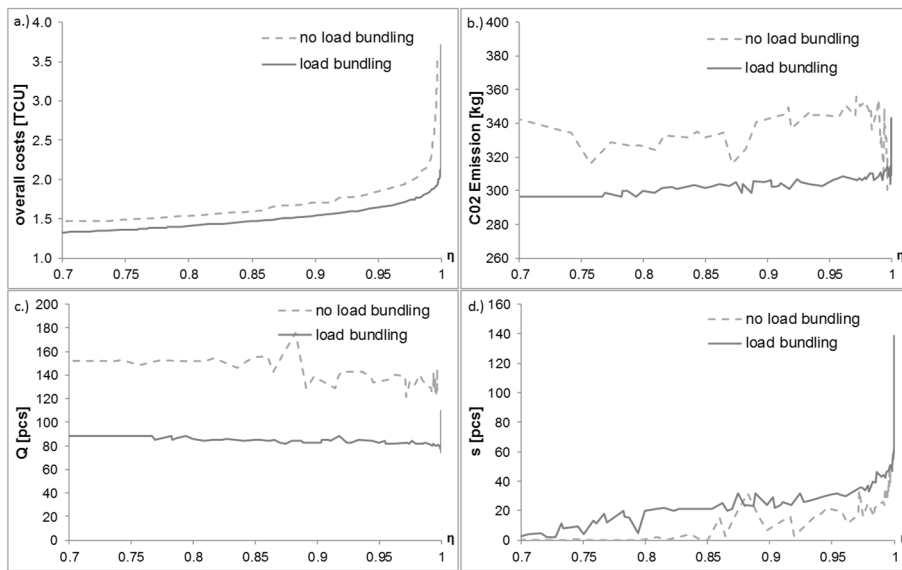 a.)
overall costs [TCU]
4.0
3.5
3.0
2.5
2.0
1.5
1.0
0.7 0.75 0.8 0.85 0.9 0.95 1
η
no load bundling
load bundling
b.)
C02 Emission [kg]
400
380
360
340
320
300
280
260
0.7 0.75 0.8 0.85 0.9 0.95 1
η
no load bundling
load bundling
c.)
Q [pcs]
200
180
160
140
120
100
80
60
40
20
0
0.7 0.75 0.8 0.85 0.9 0.95 1
η
no load bundling
load bundling
d.)
s [pcs]
160
140
120
100
80
60
40
20
0
0.7 0.75 0.8 0.85 0.9 0.95 1
no load bundling
load bundling